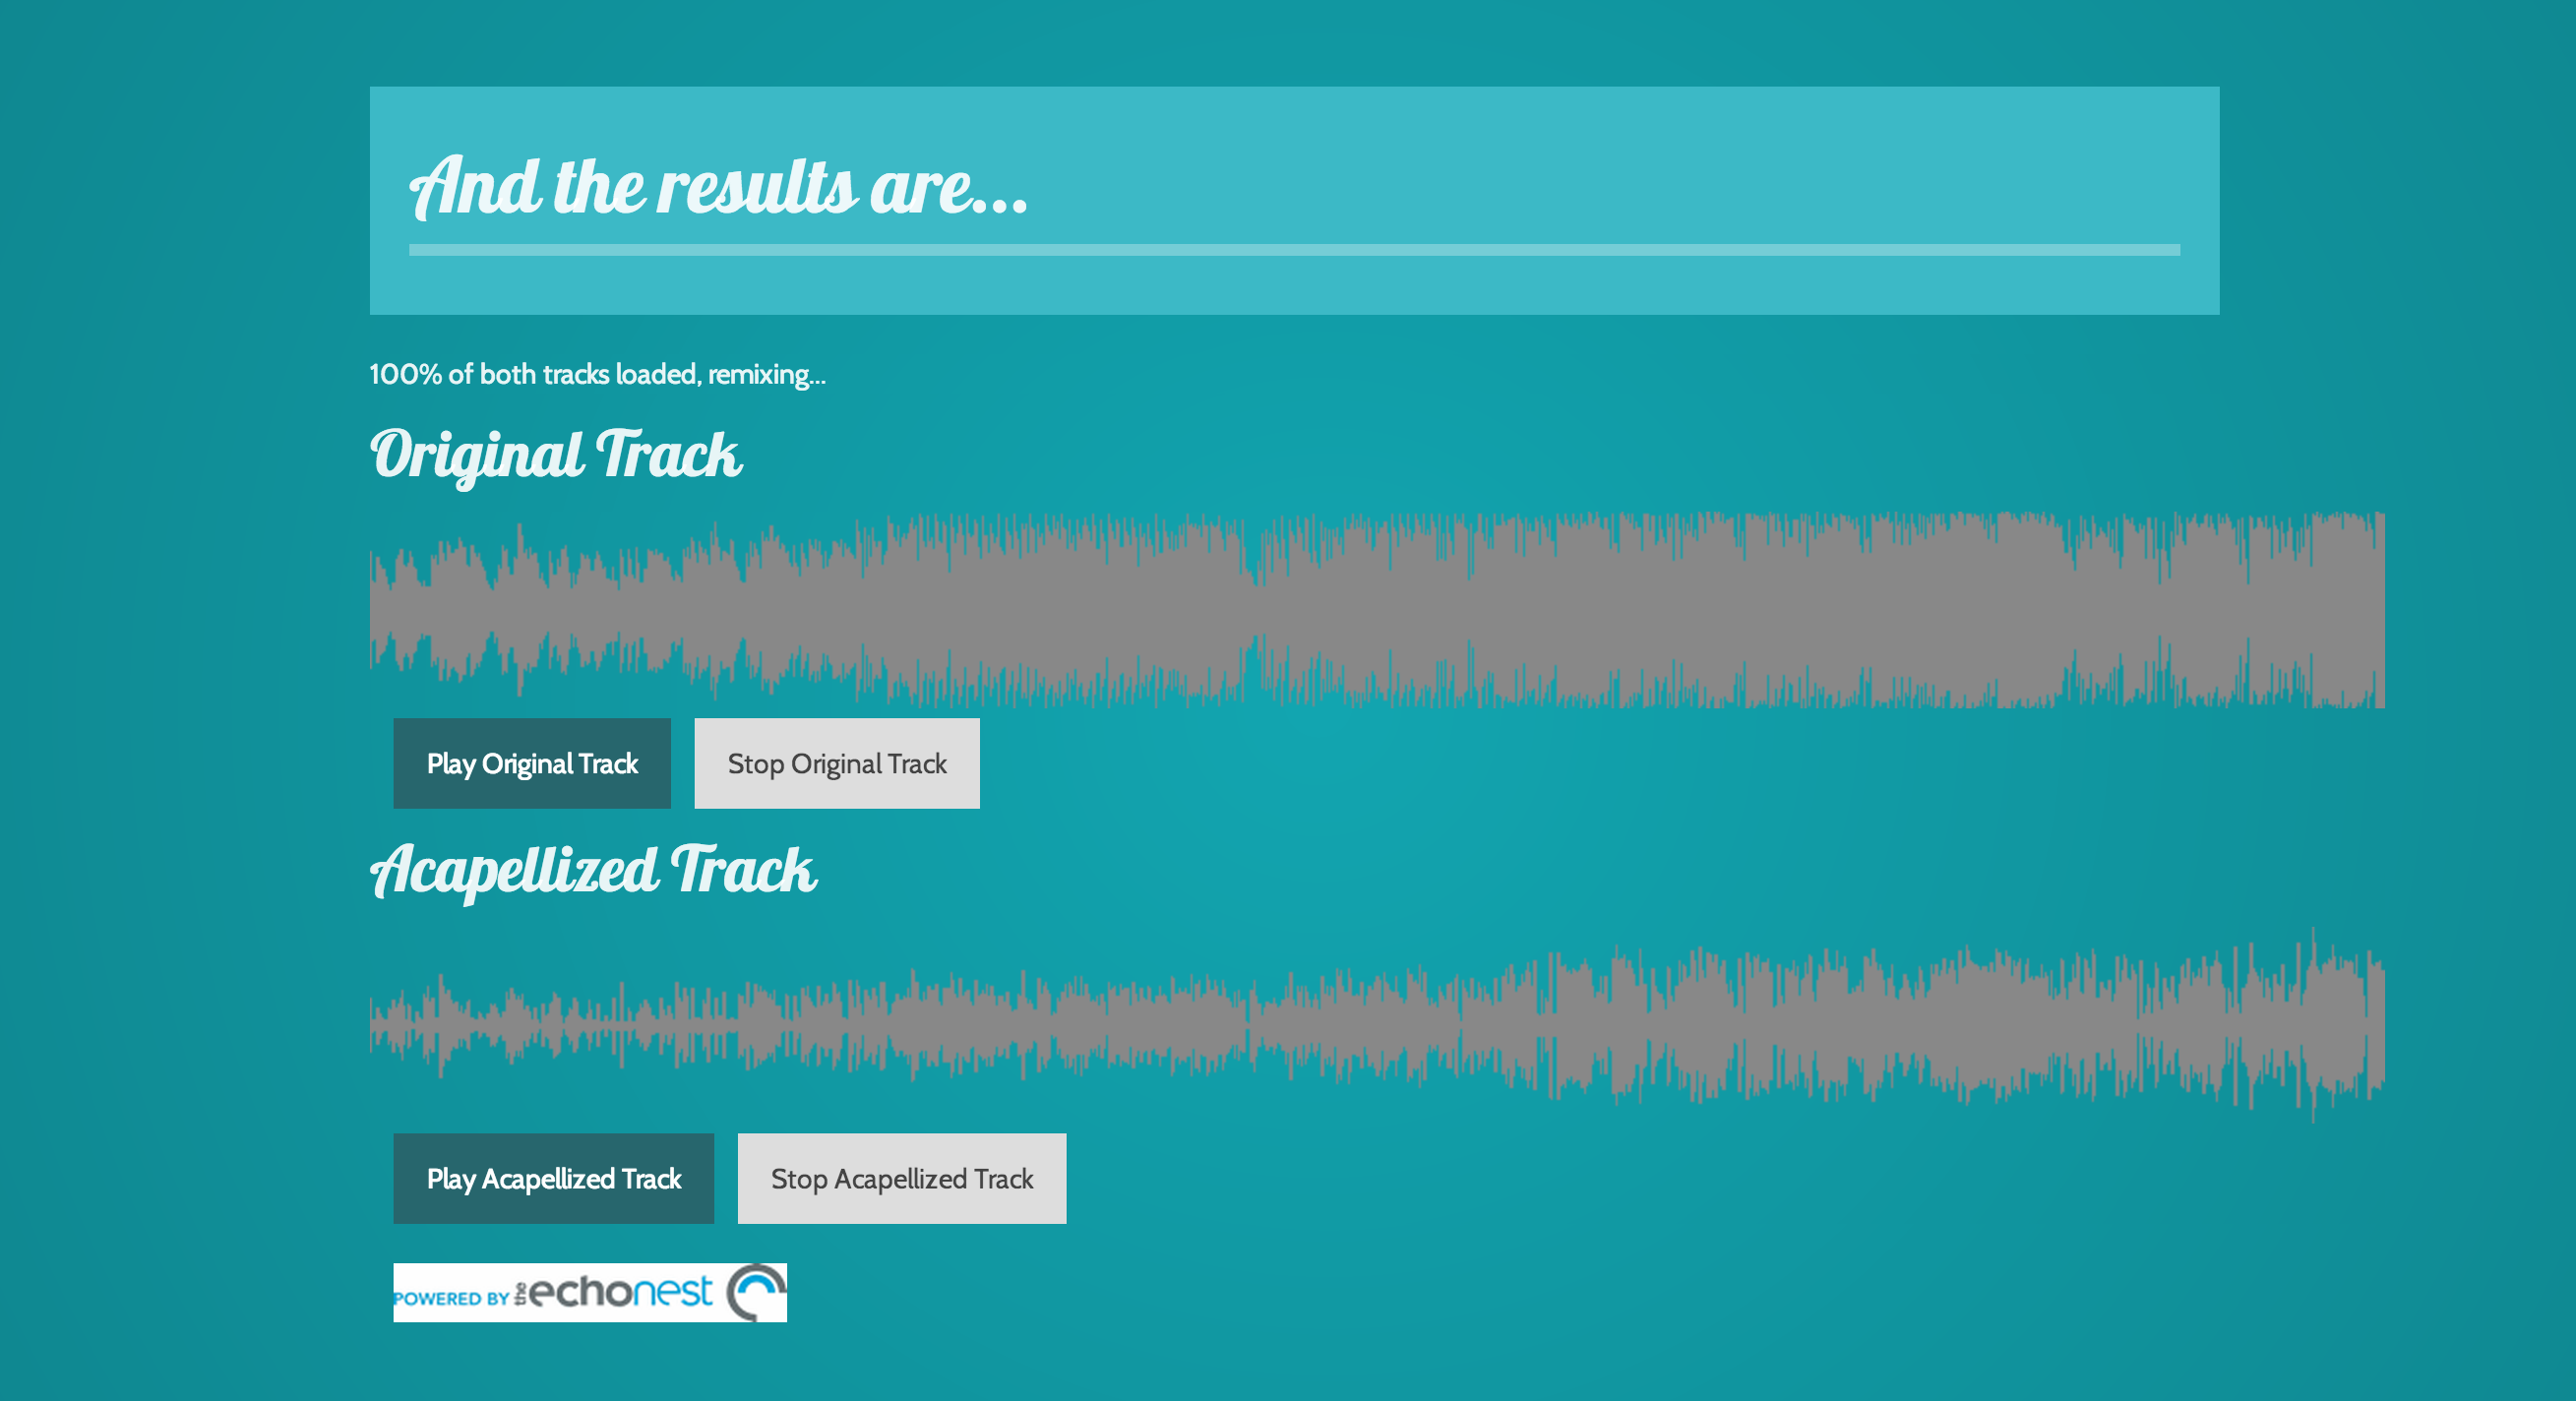 And the results are...
100% of both tracks loaded, remixing...
Original Track
Play Original Track
Stop Original Track
Acapellized Track
Play Acapellized Track
Stop Acapellized Track
POWERED BY the echonest